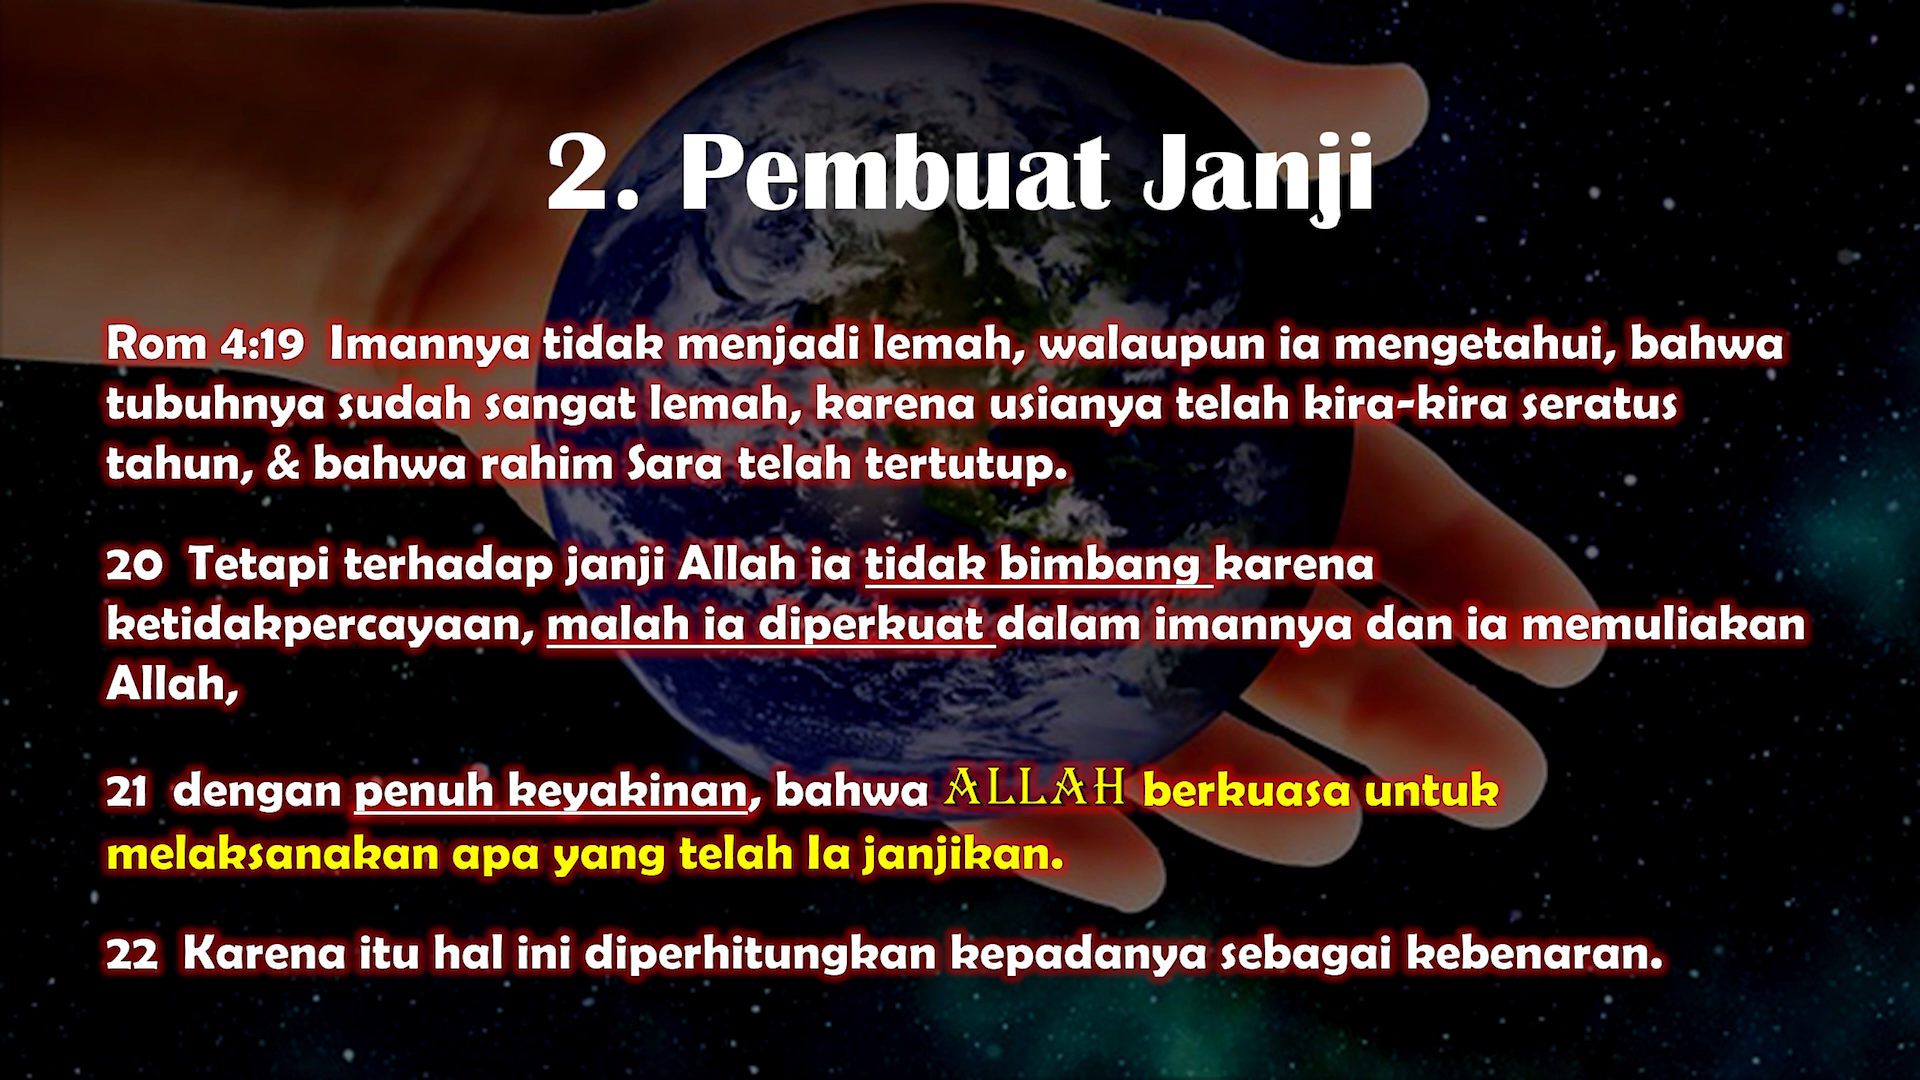 2. Pembuat Janji
Rom 4:19 Imannya tidak menjadi lemah, walaupun ia mengetahui, bahwa
tubuhnya sudah sangat lemah, karena usianya telah kira-kira seratus
tahun, & bahwa rahim Sara telah tertutup.
20 Tetapi terhadap janji Allah ia tidak bimbang karena
ketidakpercayaan, malah ia diperkuat dalam imannya dan ia memuliakan
Allah,
21 dengan penuh keyakinan, bahwa ALLAH berkuasa untuk
melaksanakan apa yang telah Ia janjikan.
22 Karena itu hal ini diperhitungkan kepadanya sebagai kebenaran.